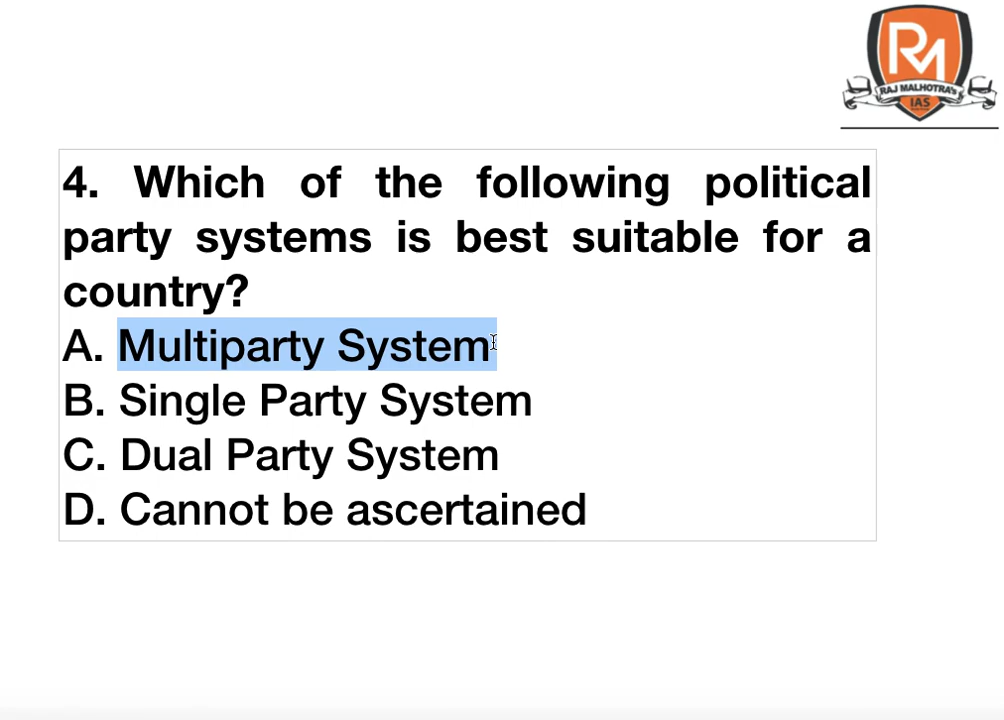 RM
RAJ MALHOTRA's
IAS
4. Which of the following political
party systems is best suitable for a
country?
A. Multiparty System
B. Single Party System
C. Dual Party System
D. Cannot be ascertained